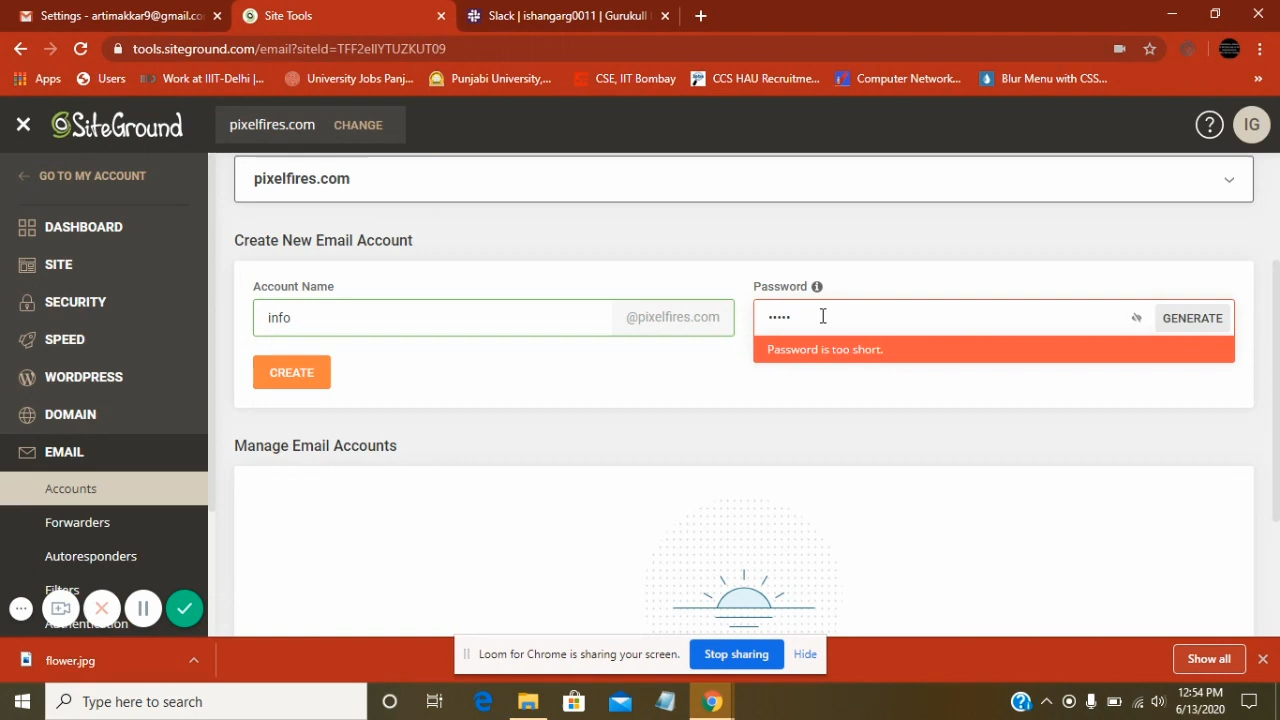 Settings - artimakkar9@gmail.co
Site Tools
Slack | ishangarg0011 | Gurukull
tools.siteground.com/email?siteId=TFF2ellYTUZKUT09
Apps
Users
Work at IIIT-Delhi |...
University Jobs Panj...
Punjabi University,...
CSE, IIT Bombay
CCS HAU Recruitme...
Computer Network...
Blur Menu with CSS...
»
SiteGround
pixelfires.com CHANGE
IG
GO TO MY ACCOUNT
DASHBOARD
SITE
SECURITY
SPEED
WORDPRESS
DOMAIN
EMAIL
Accounts
Forwarders
Autoresponders
Filters
Authentication
pixelfires.com
Create New Email Account
Account Name
info @pixelfires.com
Password
•••••
GENERATE
Password is too short.
CREATE
Manage Email Accounts
Loom for Chrome is sharing your screen. Stop sharing Hide
flower.jpg
Show all
Type here to search
12:54 PM
6/13/2020